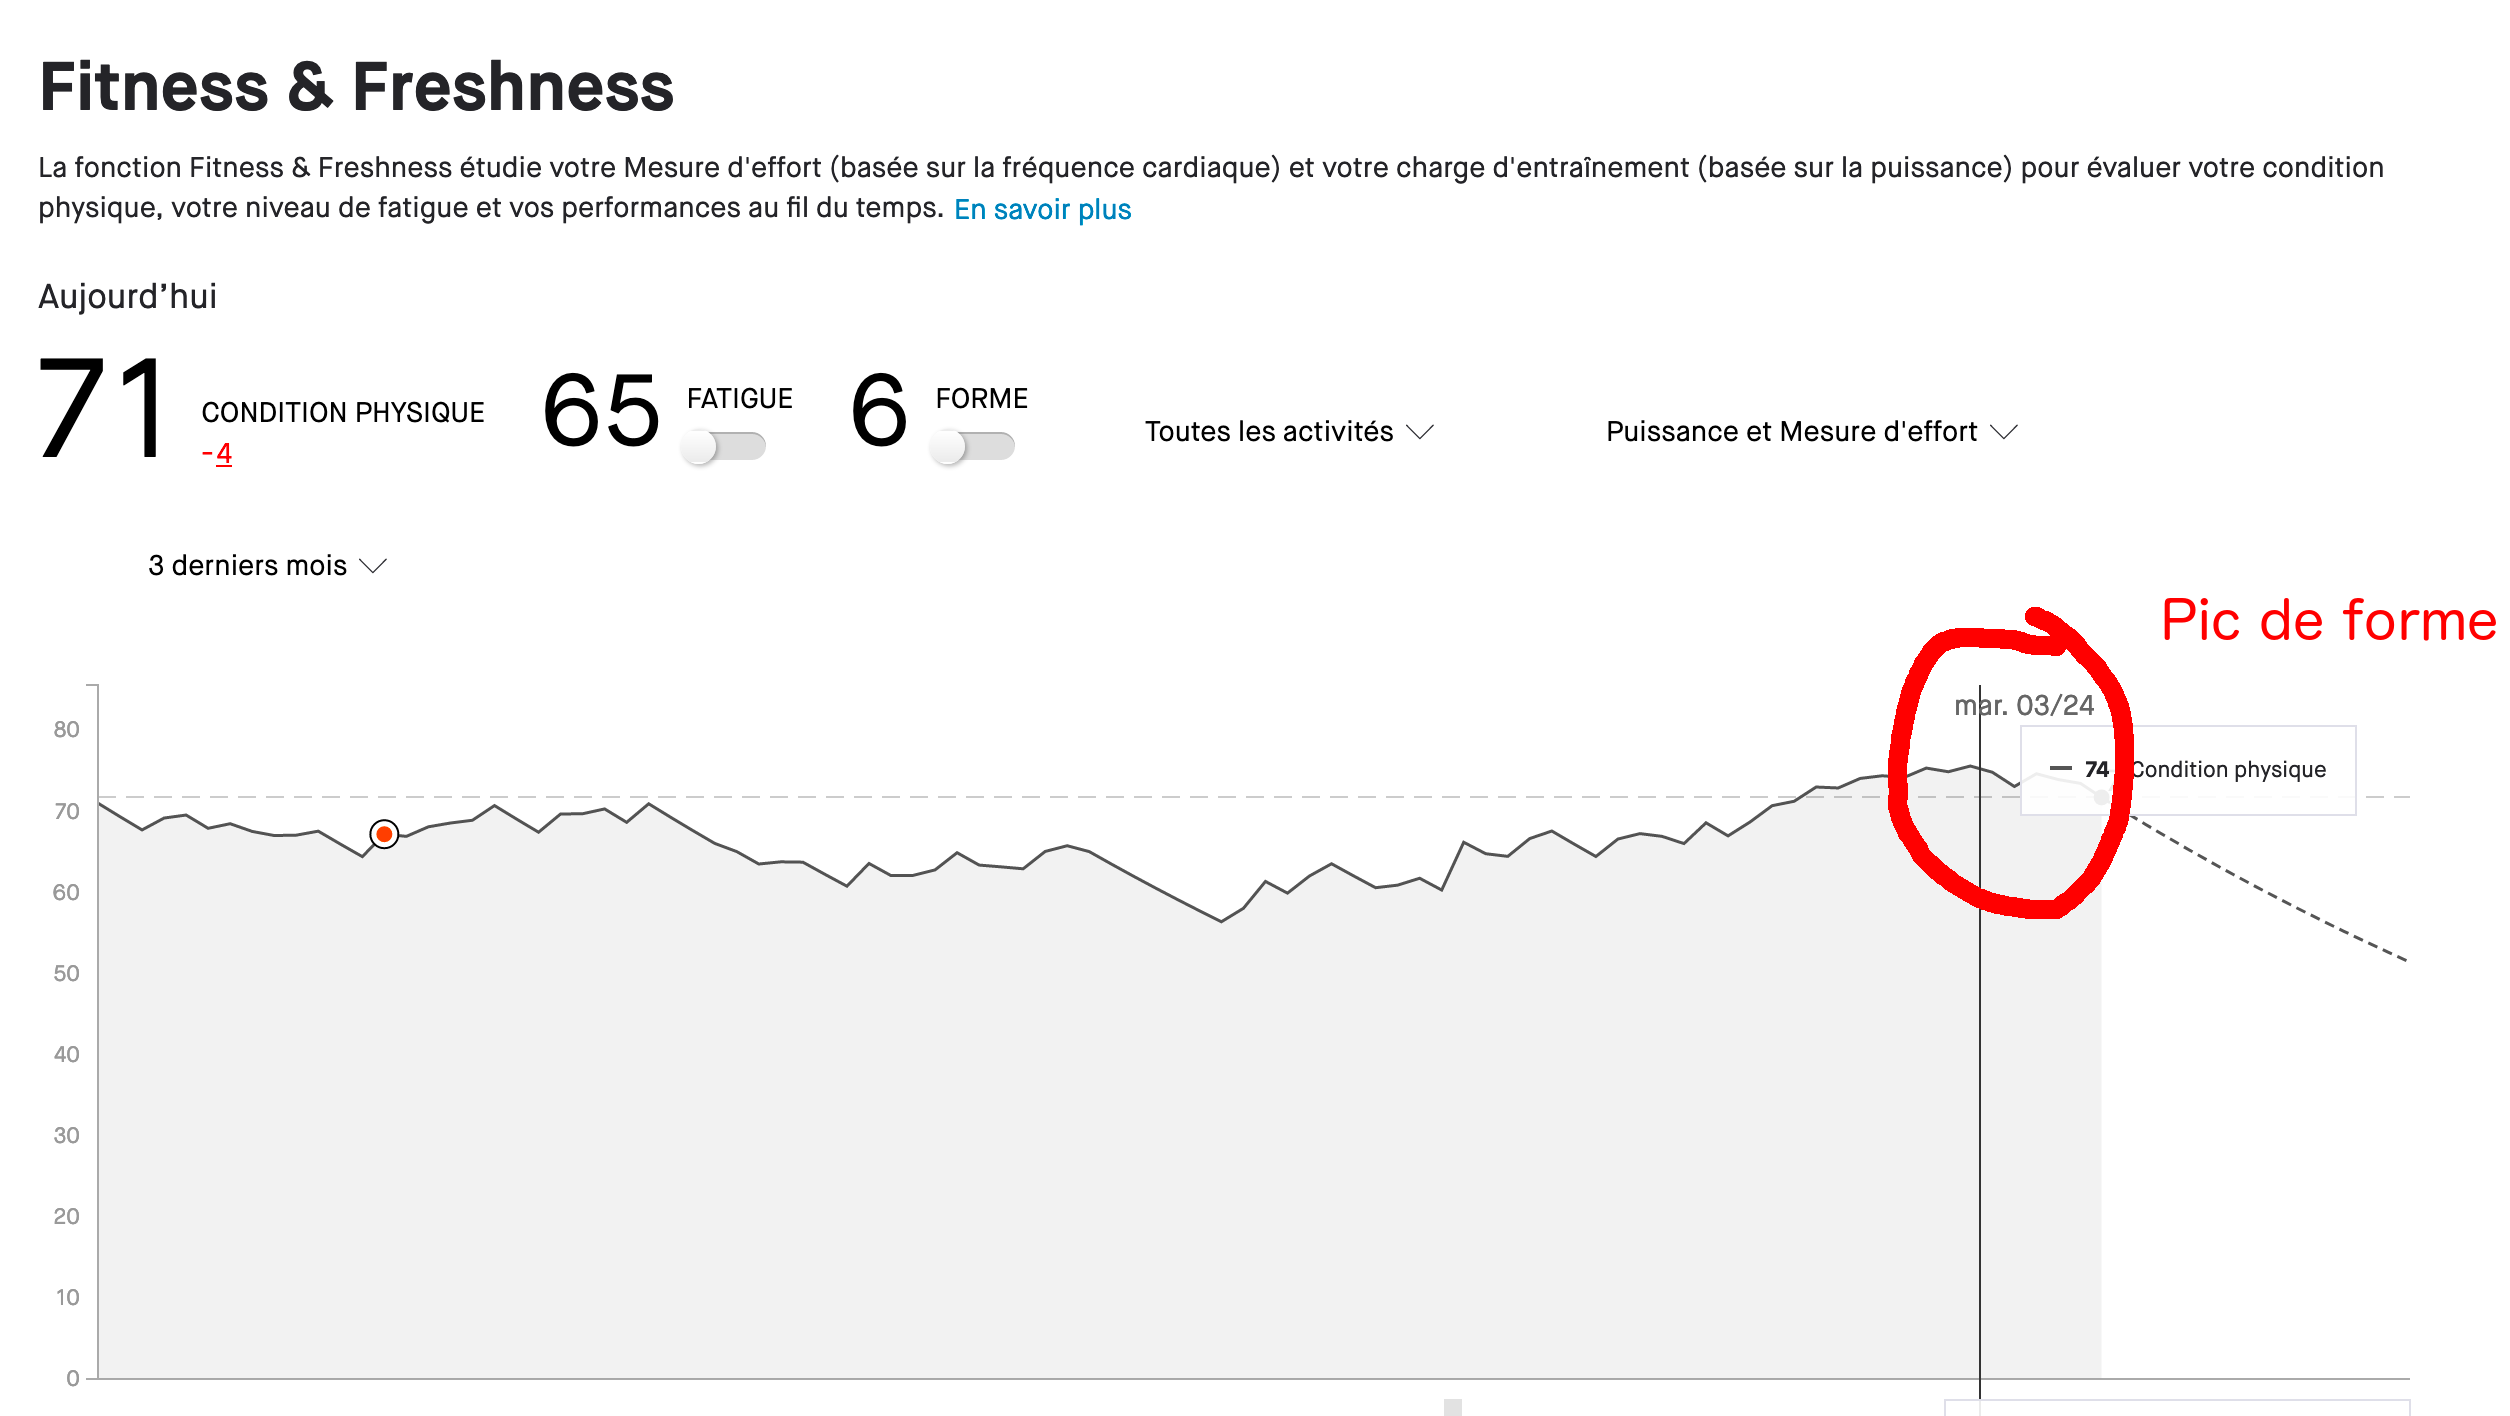 Fitness & Freshness
La fonction Fitness & Freshness étudie votre Mesure d'effort (basée sur la fréquence cardiaque) et votre charge d'entraînement (basée sur la puissance) pour évaluer votre condition
physique, votre niveau de fatigue et vos performances au fil du temps. En savoir plus
Aujourd’hui
71 CONDITION PHYSIQUE -4 65 FATIGUE 6 FORME Toutes les activités Puissance et Mesure d'effort
3 derniers mois
Pic de forme
mar. 03/24
74 Condition physique
80
70
60
50
40
30
20
10
0